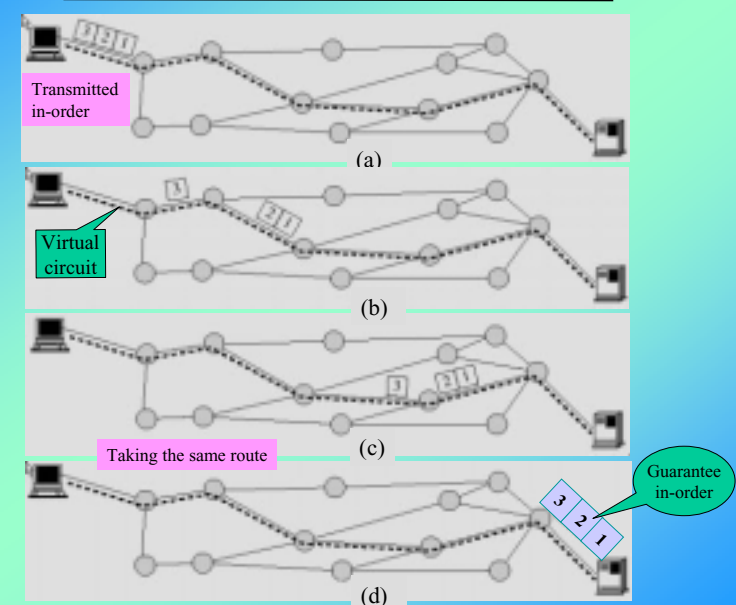 3 2 1
Transmitted
in-order
(a)
3
2 1
Virtual
circuit
(b)
3
2 1
Taking the same route
(c)
Guarantee
in-order
3 2 1
(d)